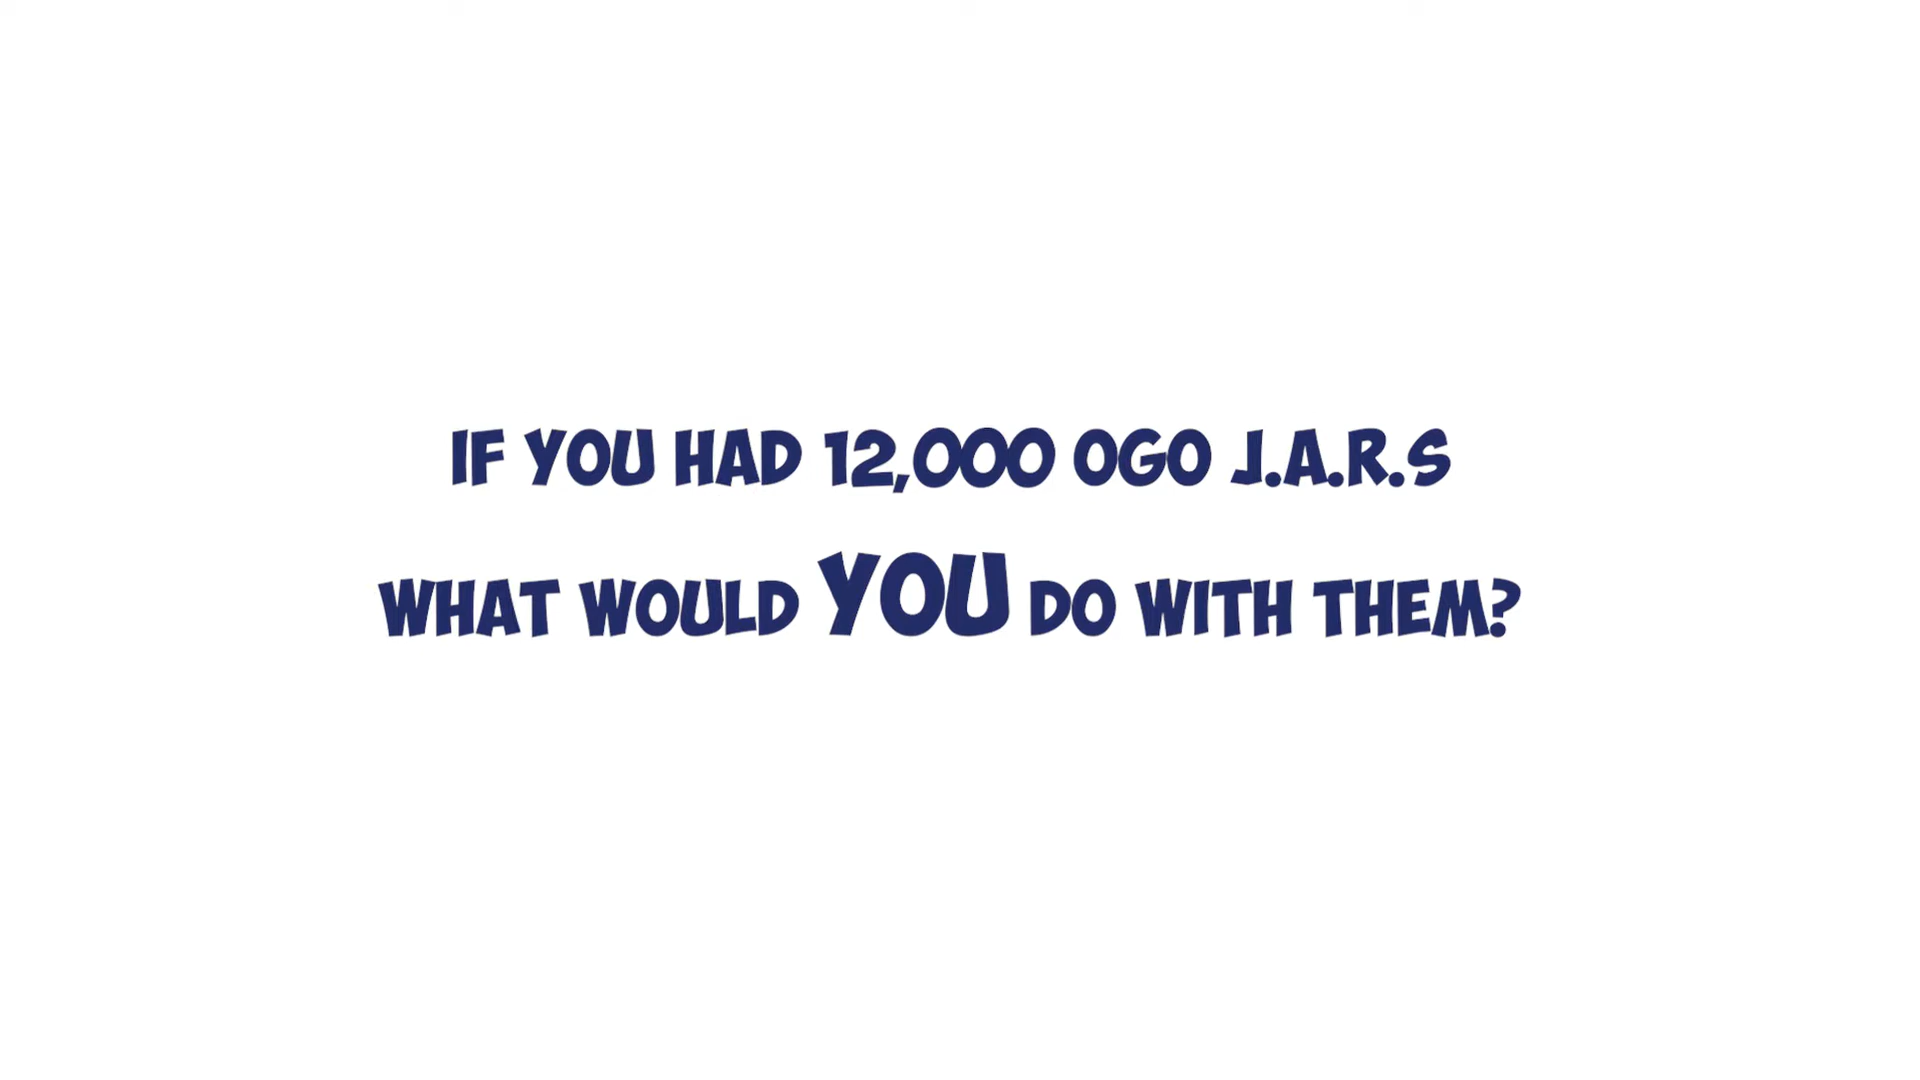 IF YOU HAD 12,000 OGO J.A.R.S
WHAT WOULD YOU DO WITH THEM?